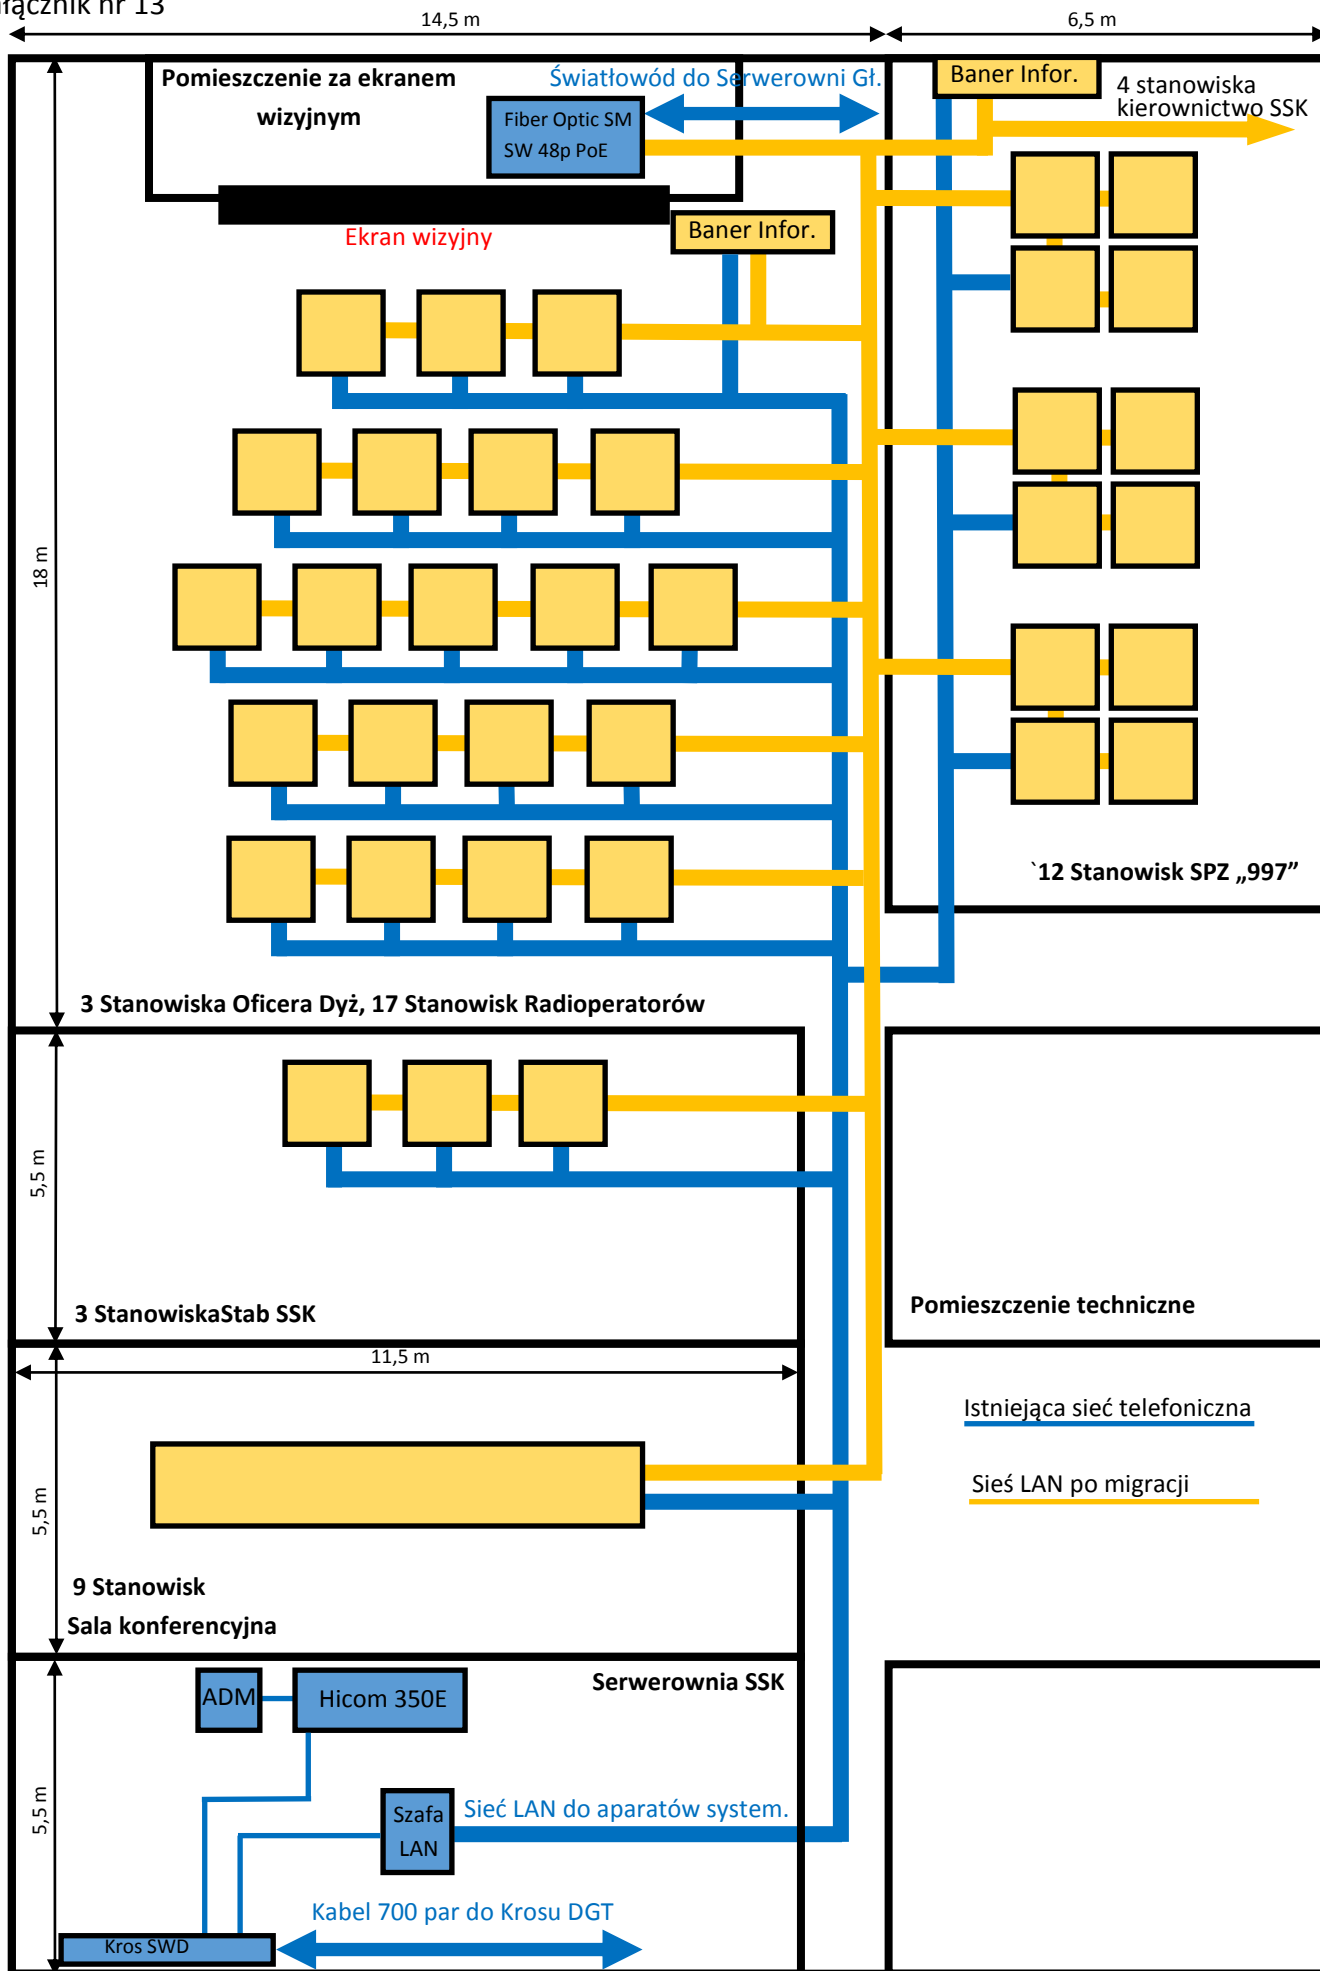 łącznik nr 13
14,5 m
6,5 m
Pomieszczenie za ekranem
wizyjnym
Światłowód do Serwerowni Gł.
Baner Infor.
4 stanowiska
kierownictwo SSK
Fiber Optic SM
SW 48p PoE
Ekran wizyjny
Baner Infor.
18 m
`12 Stanowisk SPZ „997”
3 Stanowiska Oficera Dyż, 17 Stanowisk Radioperatorów
5,5 m
3 StanowiskaStab SSK
Pomieszczenie techniczne
11,5 m
Istniejąca sieć telefoniczna
Sieś LAN po migracji
5,5 m
9 Stanowisk
Sala konferencyjna
Serwerownia SSK
ADM
Hicom 350E
5,5 m
Szafa
LAN
Sieć LAN do aparatów system.
Kabel 700 par do Krosu DGT
Kros SWD